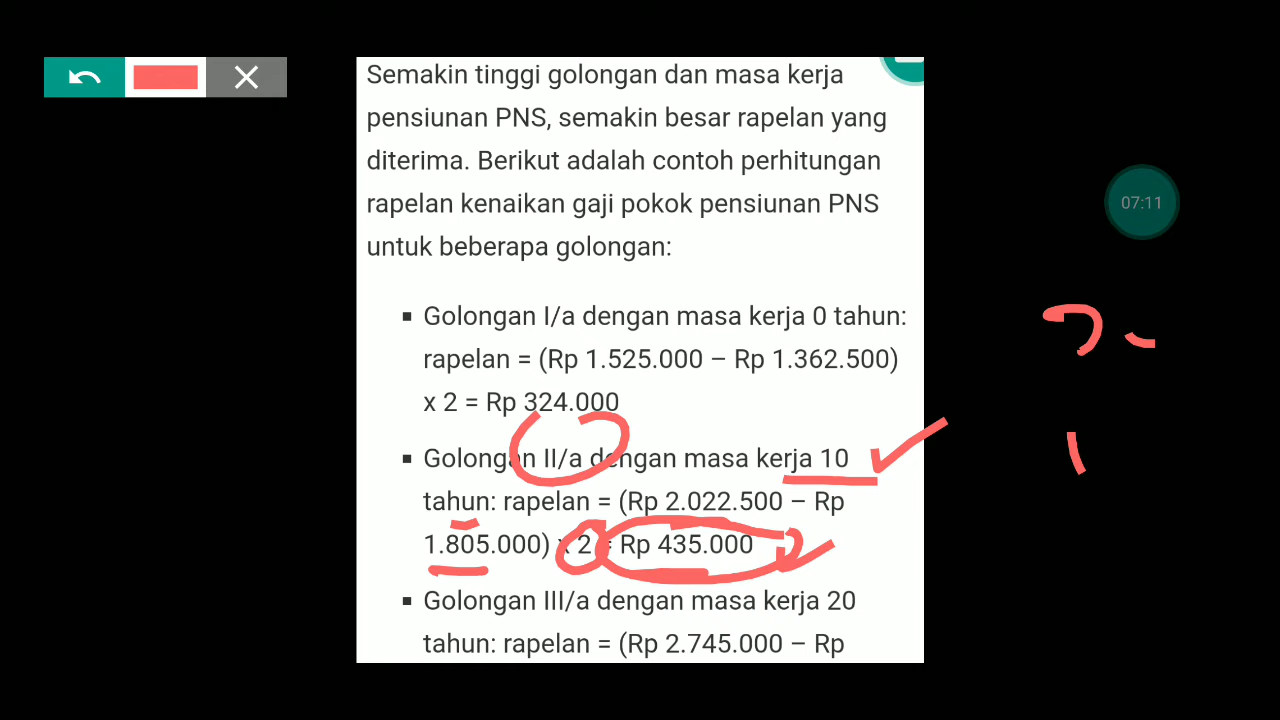 Semakin tinggi golongan dan masa kerja
pensiunan PNS, semakin besar rapelan yang
diterima. Berikut adalah contoh perhitungan
rapelan kenaikan gaji pokok pensiunan PNS
untuk beberapa golongan:
07:11
▪ Golongan I/a dengan masa kerja 0 tahun:
rapelan = (Rp 1.525.000 – Rp 1.362.500)
x 2 = Rp 324.000
▪ Golongan II/a dengan masa kerja 10
tahun: rapelan = (Rp 2.022.500 – Rp
1.805.000) x 2 = Rp 435.000
▪ Golongan III/a dengan masa kerja 20
tahun: rapelan = (Rp 2.745.000 – Rp